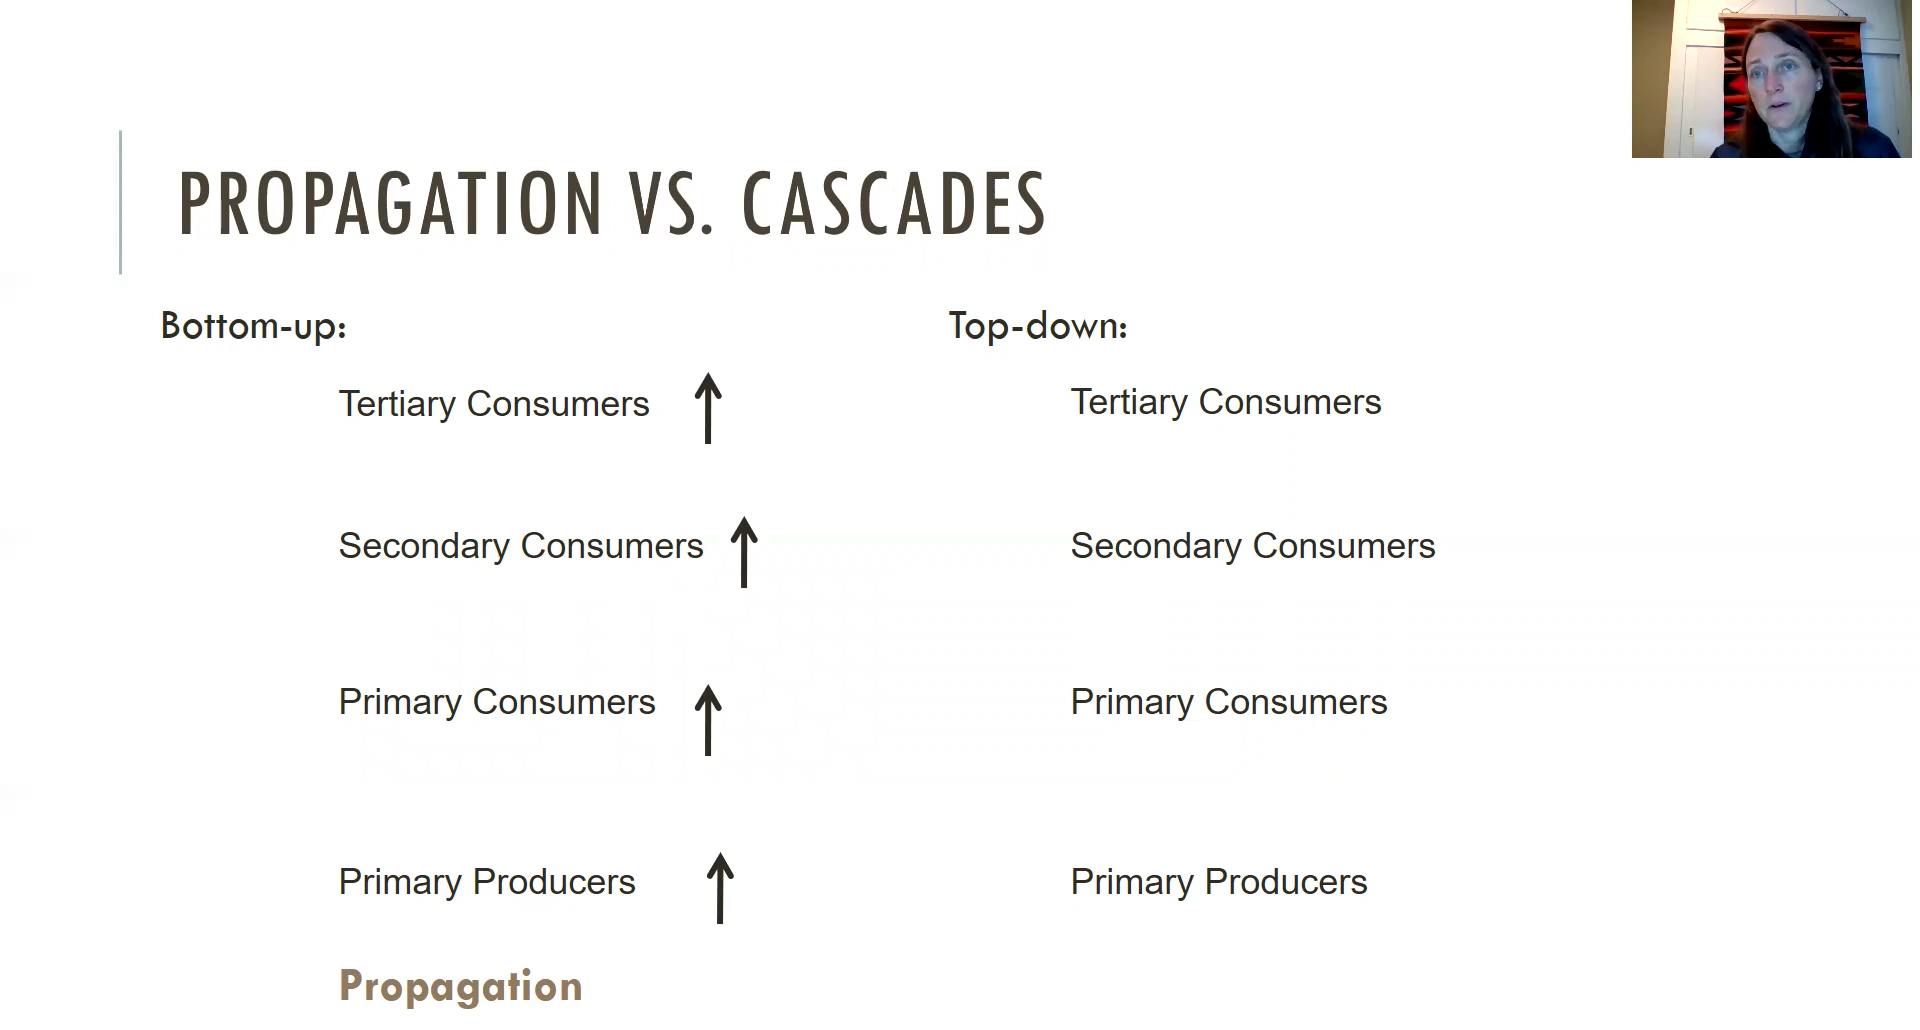 PROPAGATION VS. CASCADES
Bottom-up:
Tertiary Consumers
Secondary Consumers
Primary Consumers
Primary Producers
Propagation
Top-down:
Tertiary Consumers
Secondary Consumers
Primary Consumers
Primary Producers